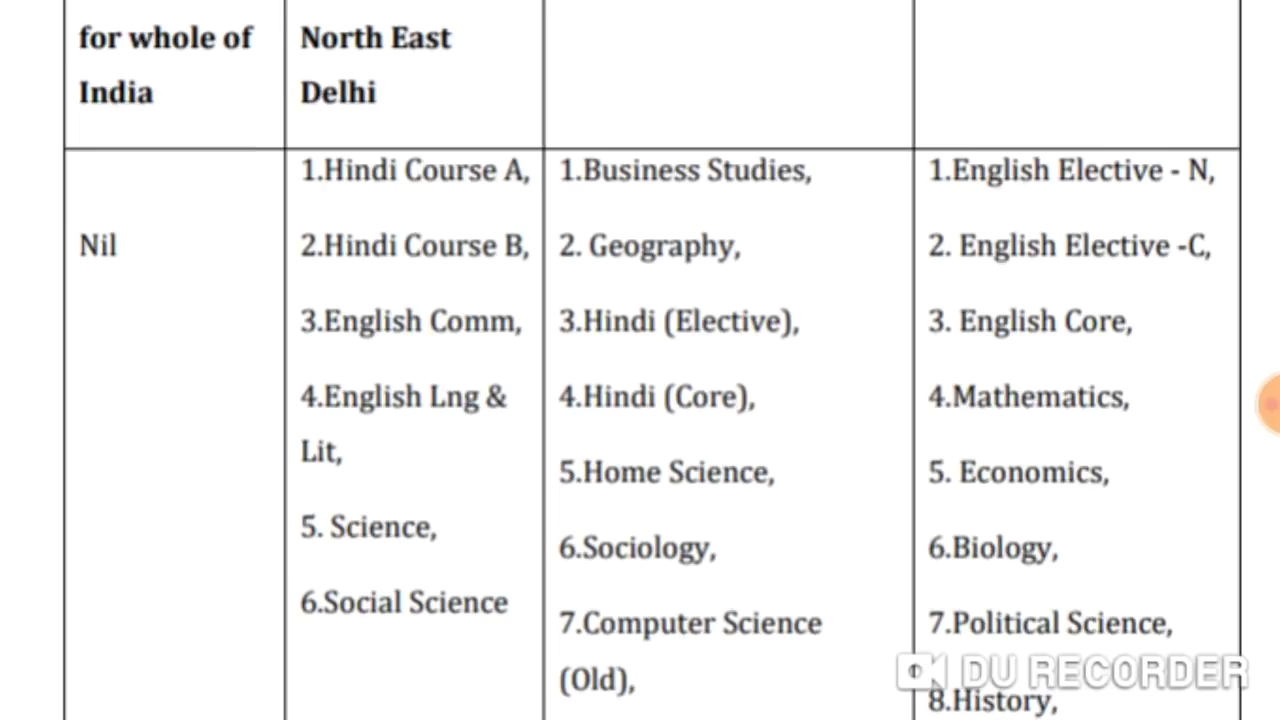 for whole of
India
North East
Delhi
Nil
1.Hindi Course A,
2.Hindi Course B,
3.English Comm,
4.English Lng &
Lit,
5. Science,
6.Social Science
1.Business Studies,
2. Geography,
3.Hindi (Elective),
4.Hindi (Core),
5.Home Science,
6.Sociology,
7.Computer Science
(Old),
1.English Elective - N,
2. English Elective -C,
3. English Core,
4.Mathematics,
5. Economics,
6.Biology,
7.Political Science,
8.History,
DU RECORDER